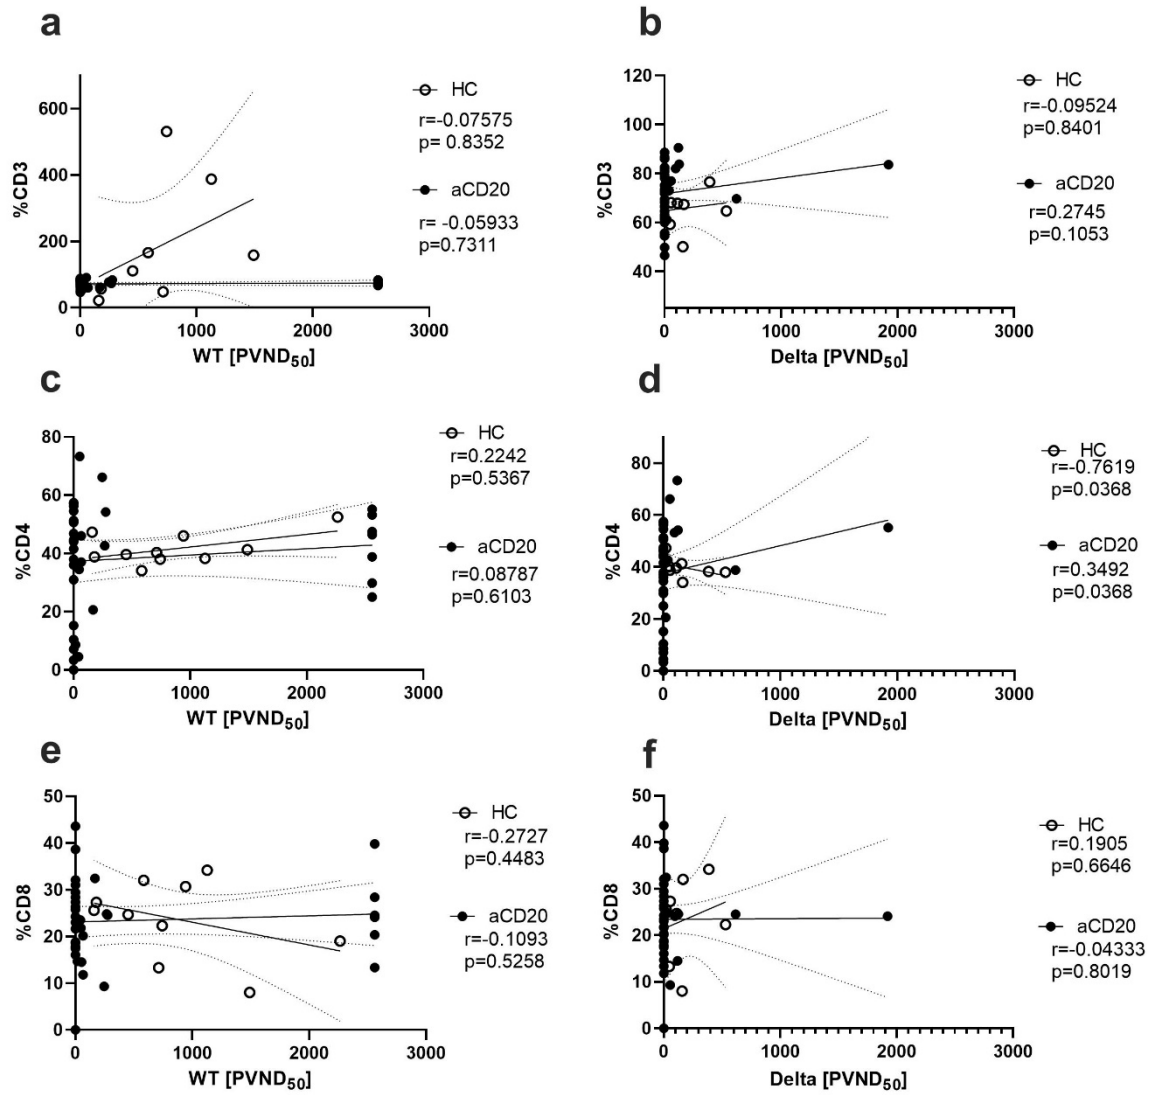 a
%CD3
600
400
200
0
0 1000 2000 3000
WT [PVND50]
HC
r=-0.07575
p= 0.8352
aCD20
r= -0.05933
p=0.7311
b
%CD3
120
100
80
60
40
0 1000 2000 3000
Delta [PVND50]
HC
r=-0.09524
p=0.8401
aCD20
r=0.2745
p=0.1053
c
%CD4
80
60
40
20
0
0 1000 2000 3000
WT [PVND50]
HC
r=0.2242
p=0.5367
aCD20
r=0.08787
p=0.6103
d
%CD4
80
60
40
20
0
0 1000 2000 3000
Delta [PVND50]
HC
r=-0.7619
p=0.0368
aCD20
r=0.3492
p=0.0368
e
%CD8
50
40
30
20
10
0
0 1000 2000 3000
WT [PVND50]
HC
r=-0.2727
p=0.4483
aCD20
r=-0.1093
p=0.5258
f
%CD8
50
40
30
20
10
0
0 1000 2000 3000
Delta [PVND50]
HC
r=0.1905
p=0.6646
aCD20
r=-0.04333
p=0.8019